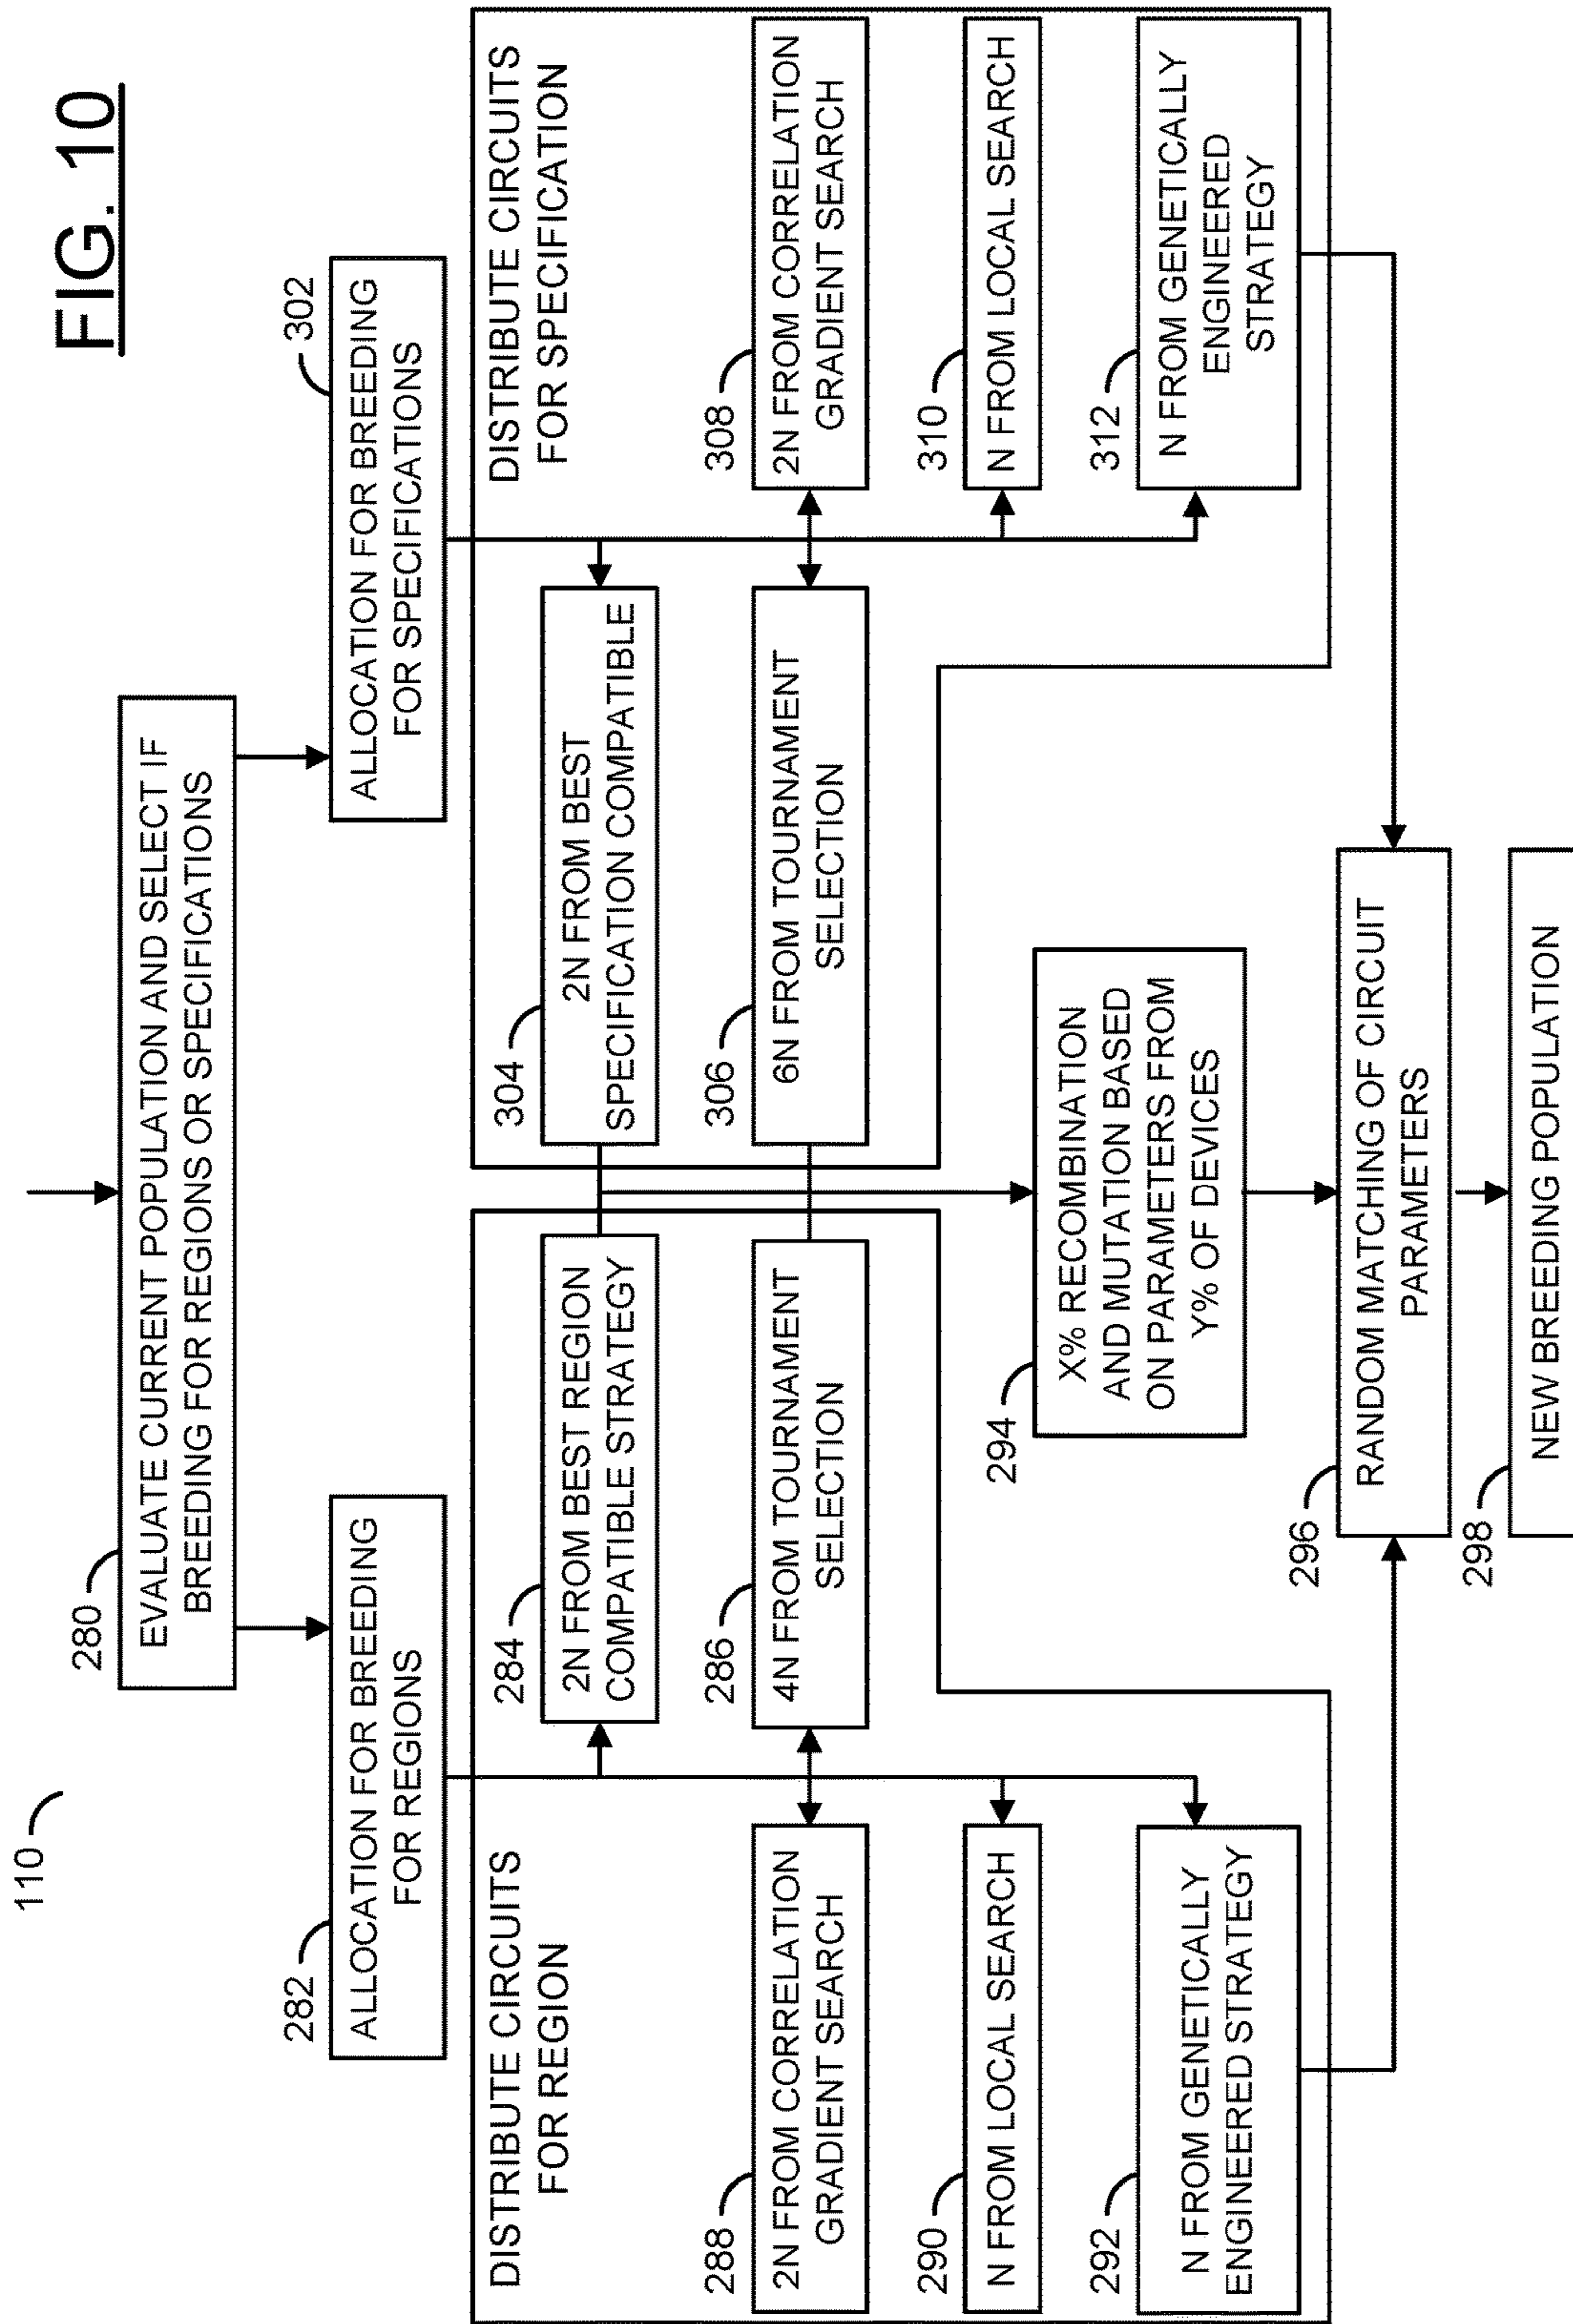 FIG. 10
110
280
EVALUATE CURRENT POPULATION AND SELECT IF
BREEDING FOR REGIONS OR SPECIFICATIONS
282
ALLOCATION FOR BREEDING
FOR REGIONS
302
ALLOCATION FOR BREEDING
FOR SPECIFICATIONS
DISTRIBUTE CIRCUITS
FOR REGION
284
2N FROM BEST REGION
COMPATIBLE STRATEGY
286
4N FROM TOURNAMENT
SELECTION
288
2N FROM CORRELATION
GRADIENT SEARCH
290
N FROM LOCAL SEARCH
292
N FROM GENETICALLY
ENGINEERED STRATEGY
DISTRIBUTE CIRCUITS
FOR SPECIFICATION
304
2N FROM BEST
SPECIFICATION COMPATIBLE
306
6N FROM TOURNAMENT
SELECTION
308
2N FROM CORRELATION
GRADIENT SEARCH
310
N FROM LOCAL SEARCH
312
N FROM GENETICALLY
ENGINEERED
STRATEGY
294
X% RECOMBINATION
AND MUTATION BASED
ON PARAMETERS FROM
Y% OF DEVICES
296
RANDOM MATCHING OF CIRCUIT
PARAMETERS
298
NEW BREEDING POPULATION